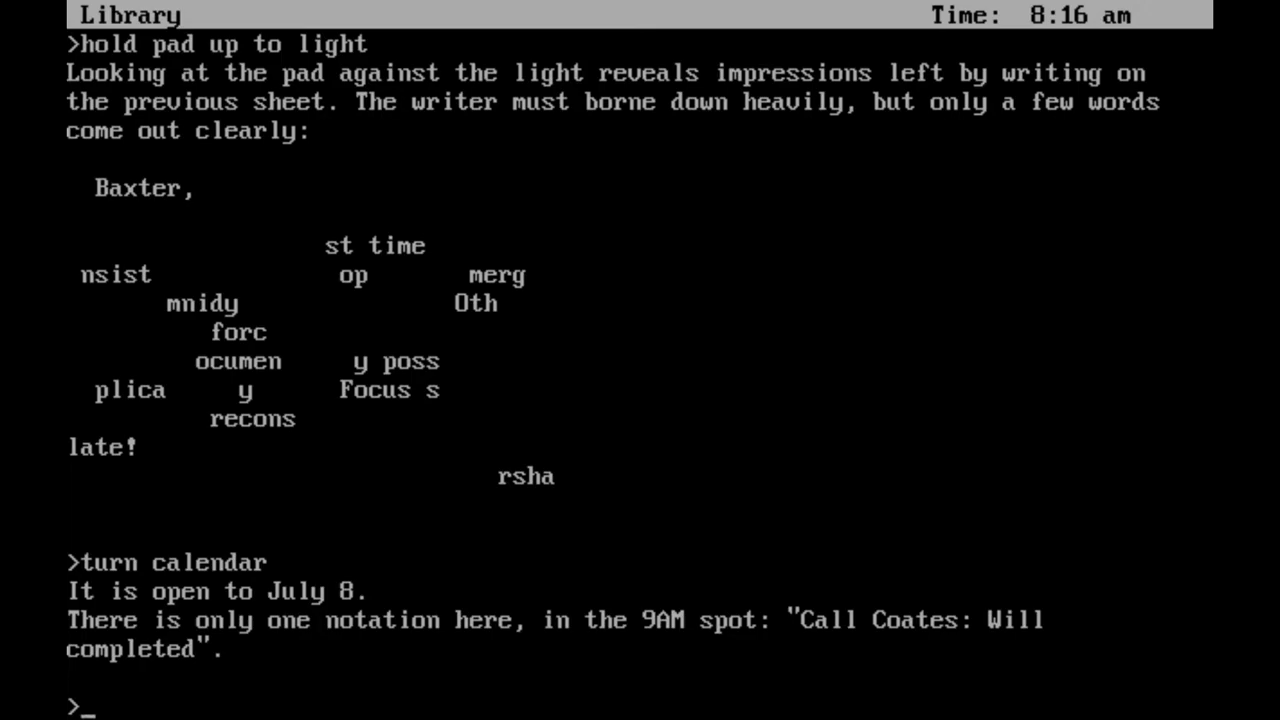 Library Time: 8:16 am
>hold pad up to light
Looking at the pad against the light reveals impressions left by writing on
the previous sheet. The writer must borne down heavily, but only a few words
come out clearly:
Baxter,
st time
nsist op merg
mnidy Oth
forc
ocumen y poss
plica y Focus s
recons
late!
rsha
>turn calendar
It is open to July 8.
There is only one notation here, in the 9AM spot: "Call Coates: Will
completed".
>_